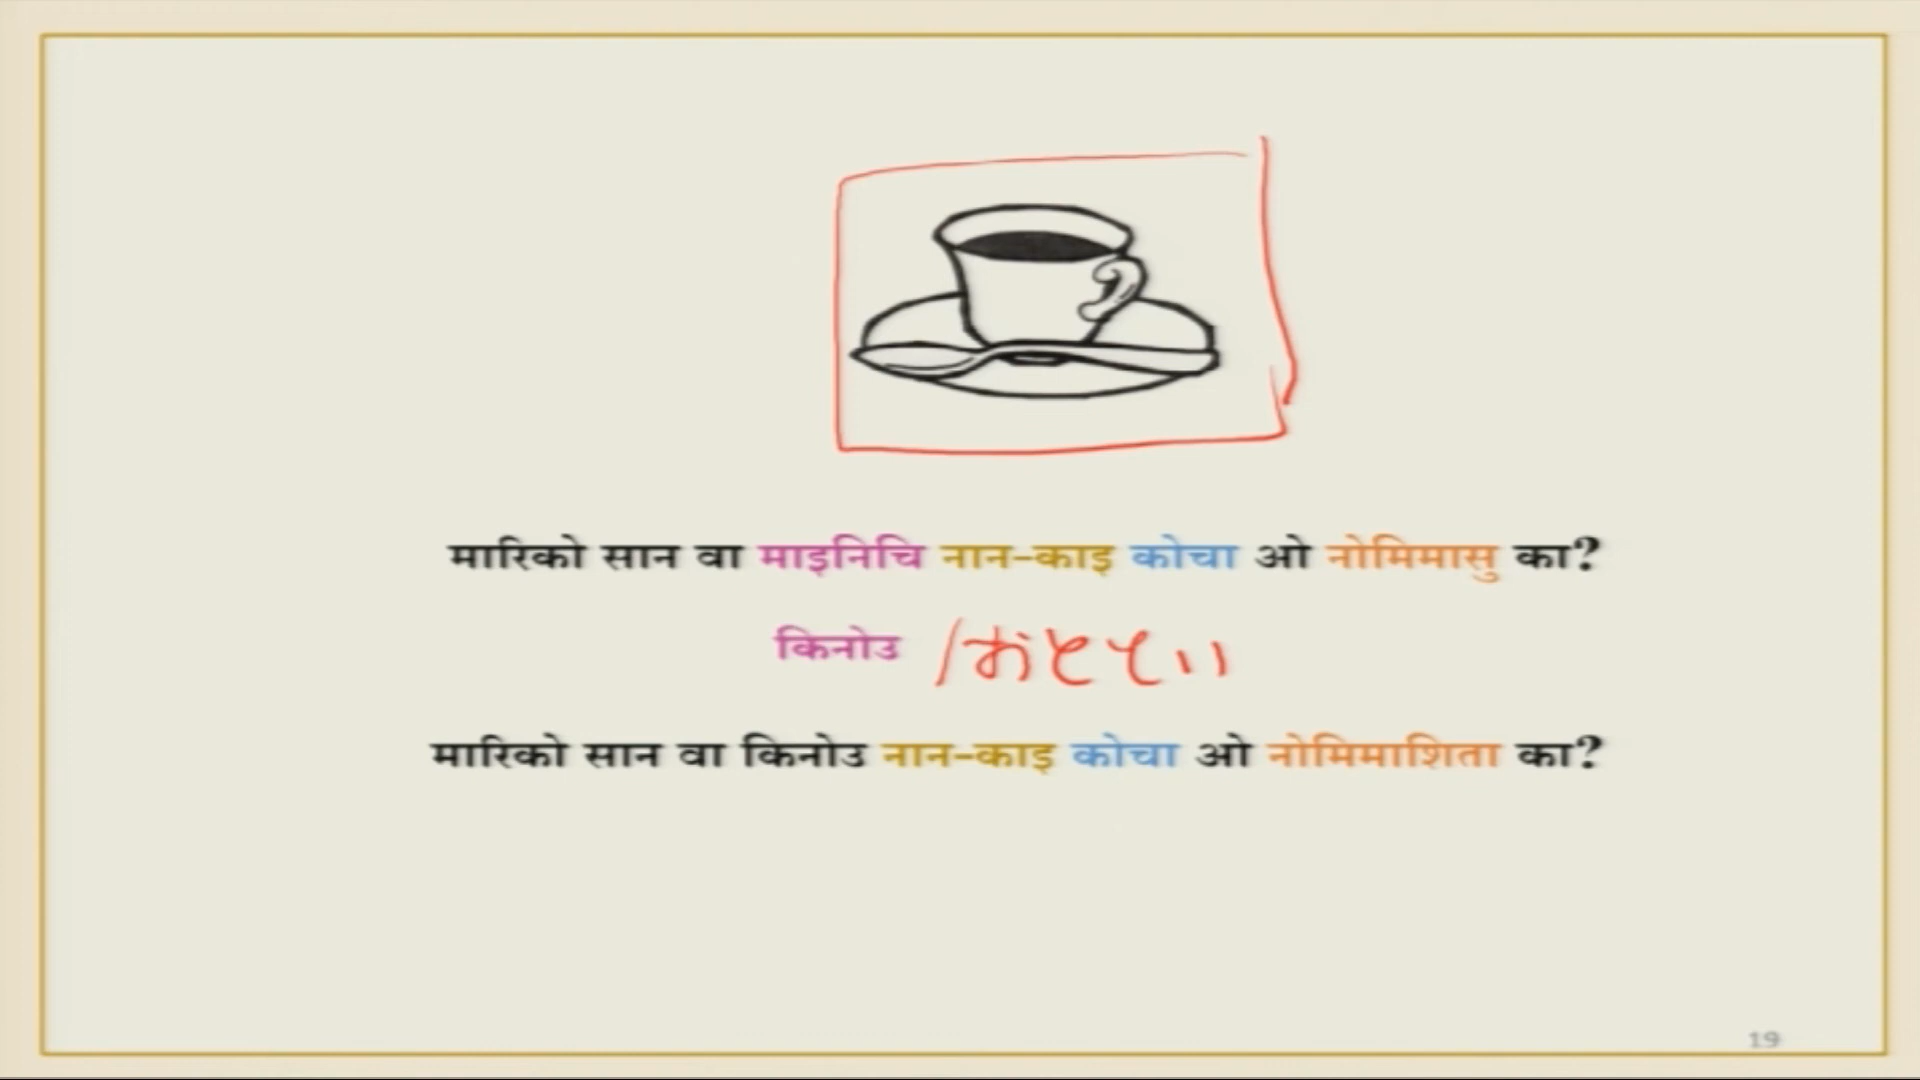 मारिको सान वा माइनिचि नान-काइ कोचा ओ नोमिमासु का?
किनोउ /おととい
मारिको सान वा किनोउ नान-काइ कोचा ओ नोमिमाशिता का?
19